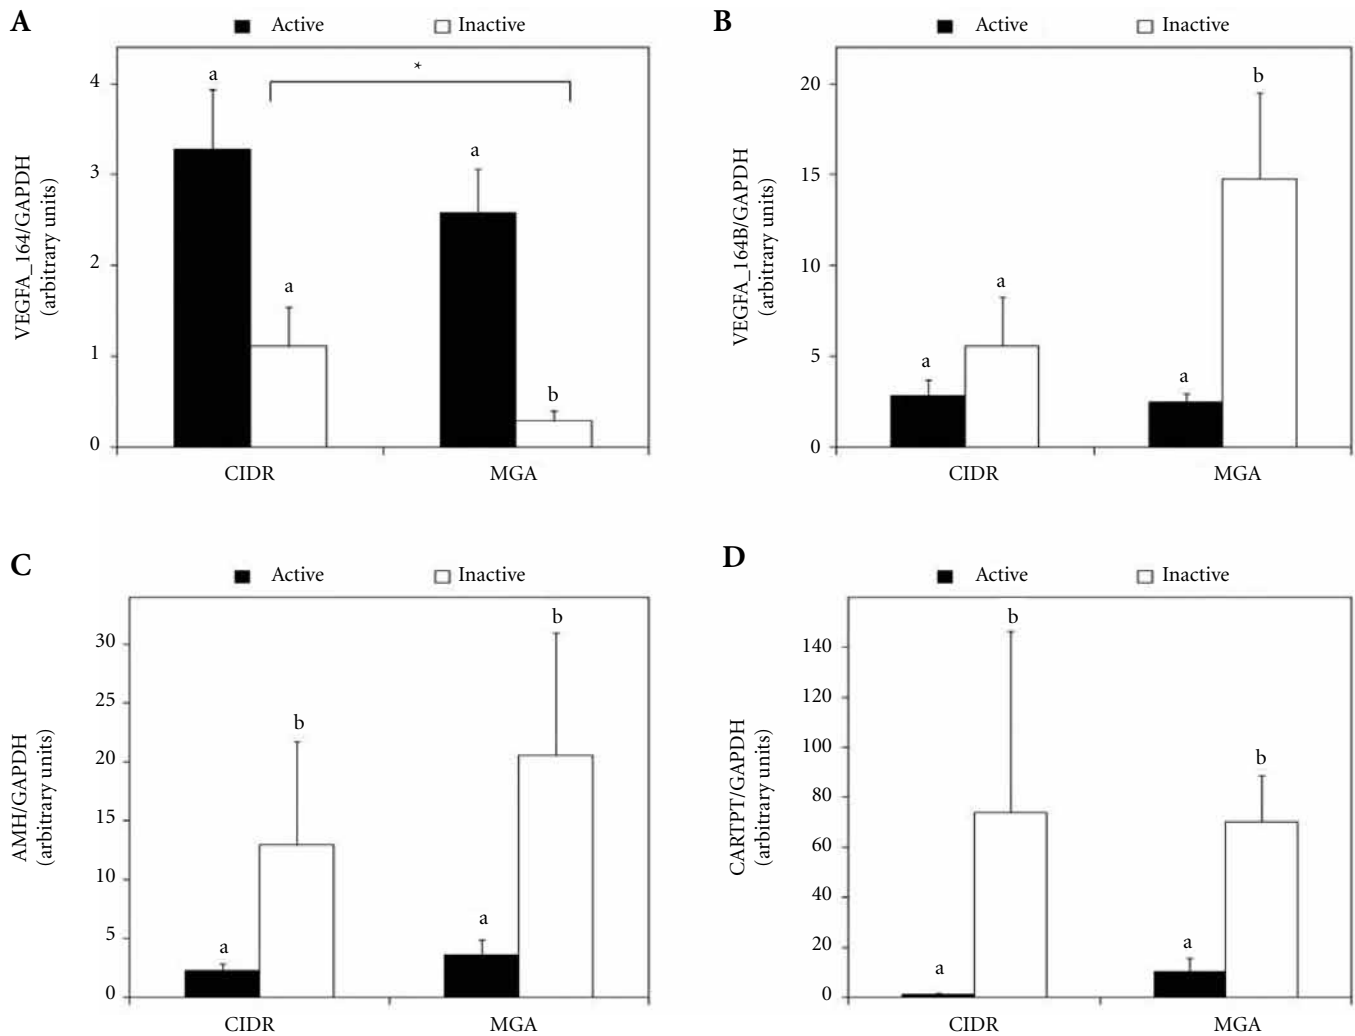 A
Active
Inactive
VEGFA_164/GAPDH
(arbitrary units)
4
3
2
1
0
a
a
*
a
b
CIDR
MGA
B
Active
Inactive
VEGFA_164B/GAPDH
(arbitrary units)
20
15
10
5
0
a
a
a
b
CIDR
MGA
C
Active
Inactive
AMH/GAPDH
(arbitrary units)
30
25
20
15
10
5
0
a
b
a
b
CIDR
MGA
D
Active
Inactive
CARTPT/GAPDH
(arbitrary units)
140
120
100
80
60
40
20
0
a
b
a
b
CIDR
MGA